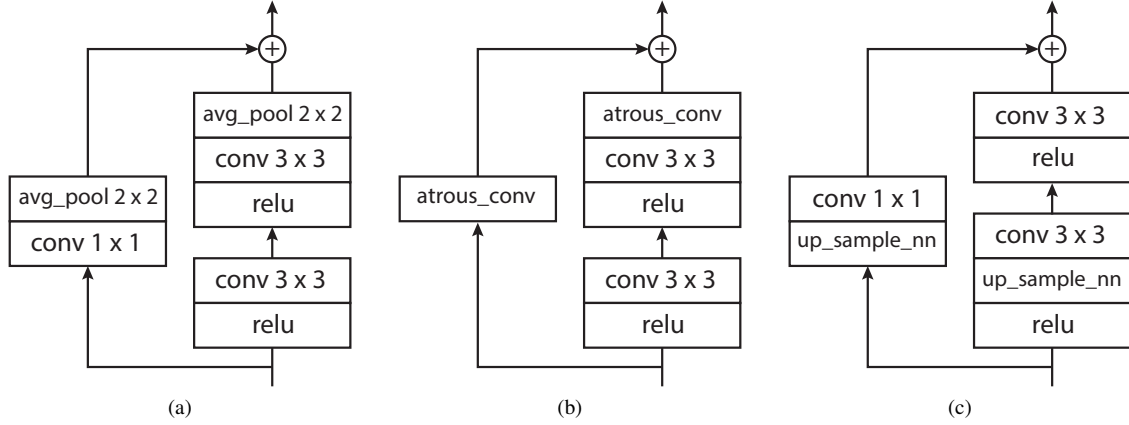 +
avg_pool 2 x 2
conv 3 x 3
relu
avg_pool 2 x 2
conv 1 x 1
conv 3 x 3
relu
(a)
+
atrous_conv
conv 3 x 3
relu
atrous_conv
conv 3 x 3
relu
(b)
+
conv 3 x 3
relu
conv 1 x 1
up_sample_nn
conv 3 x 3
up_sample_nn
relu
(c)